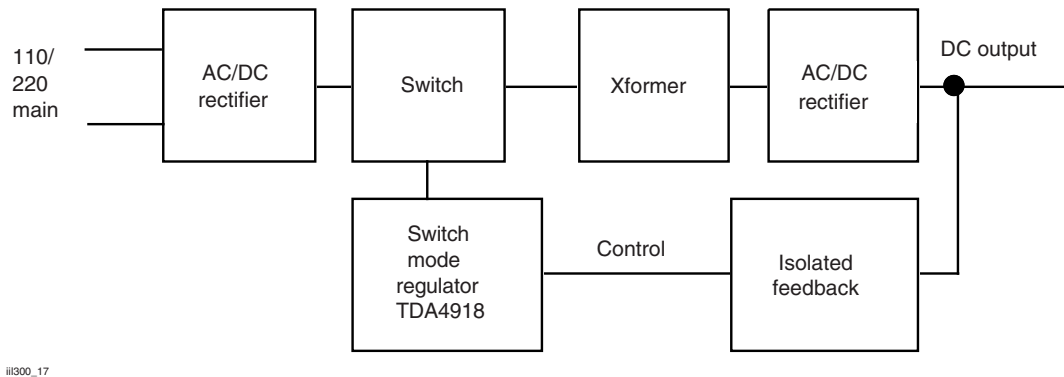 110/
220
main
AC/DC
rectifier
Switch
Xformer
AC/DC
rectifier
DC output
Switch
mode
regulator
TDA4918
Control
Isolated
feedback
iil300_17